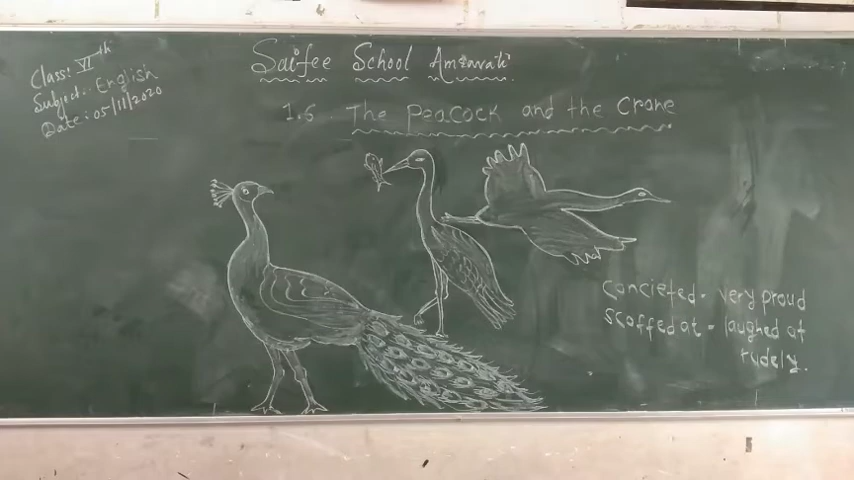 Class: VIth
Subject: English
Date: 05/11/2020
Saifee School Amravati
1.6. The Peacock and the Crane
Concieted = very proud
scoffed at = laughed at
rudely.